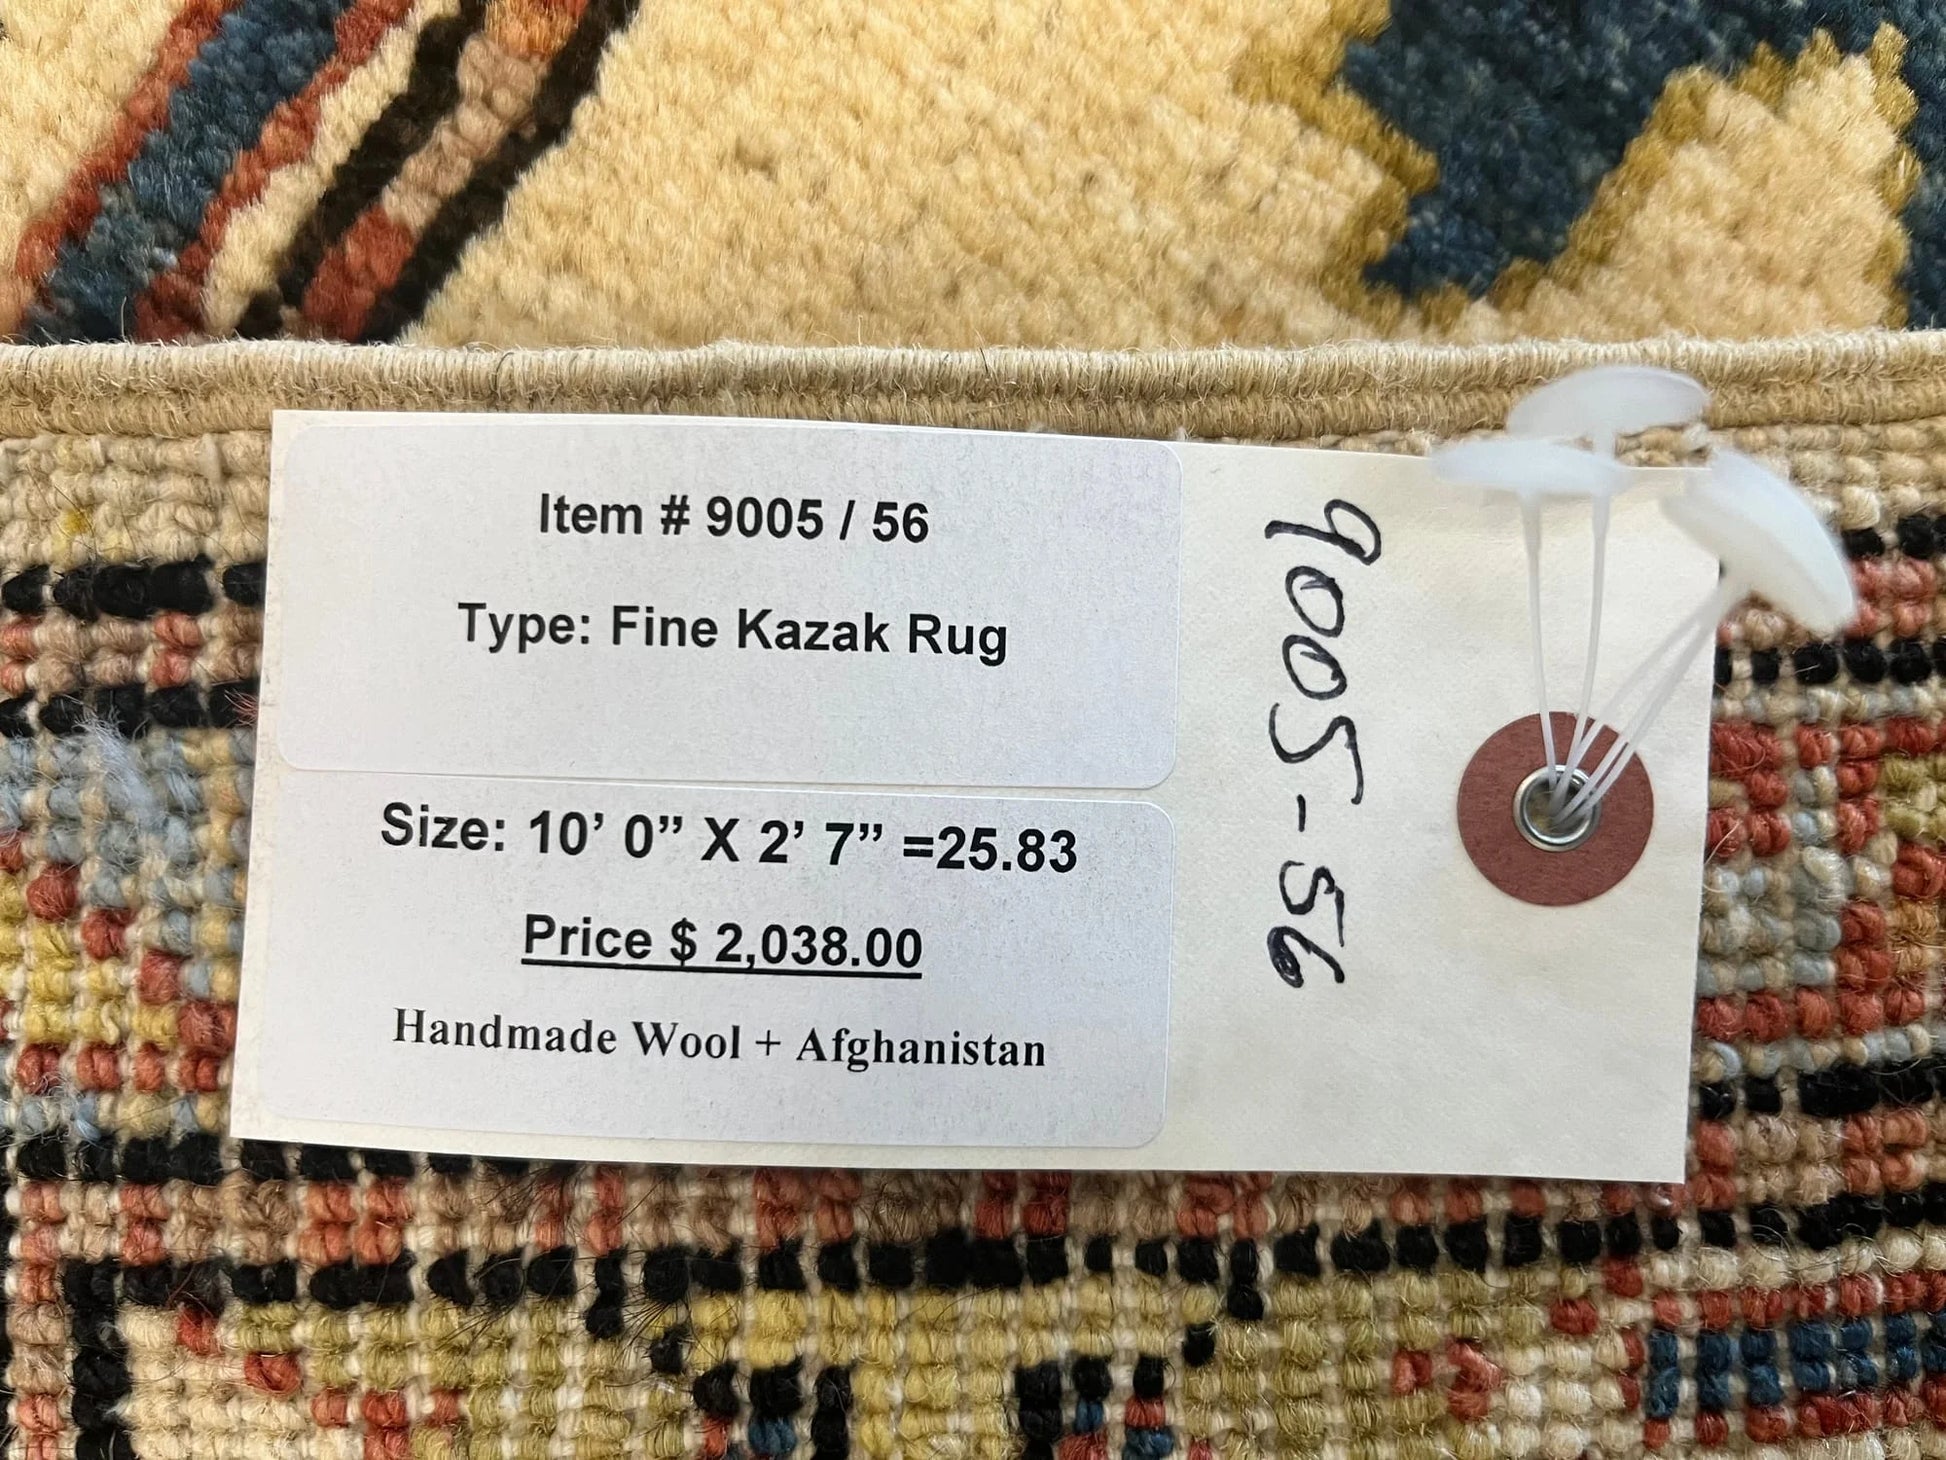 Item # 9005 / 56
Type: Fine Kazak Rug
Size: 10’ 0” X 2’ 7” =25.83
Price $ 2,038.00
Handmade Wool + Afghanistan
9005-56